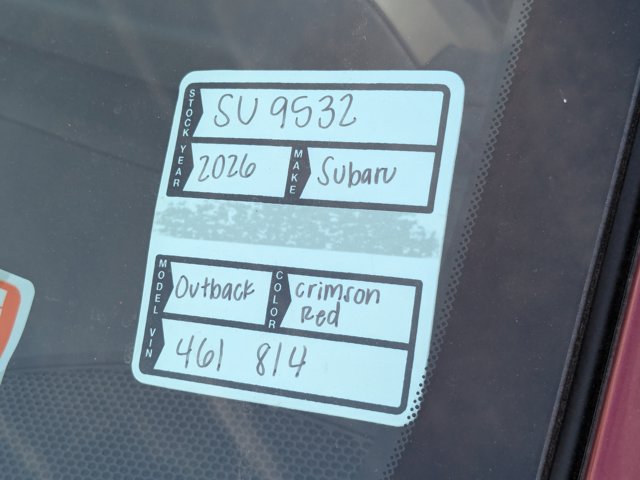 STOCK SU 9532
YEAR 2026 MAKE Subaru
MODEL Outback COLOR crimson
Red
VIN 461 814